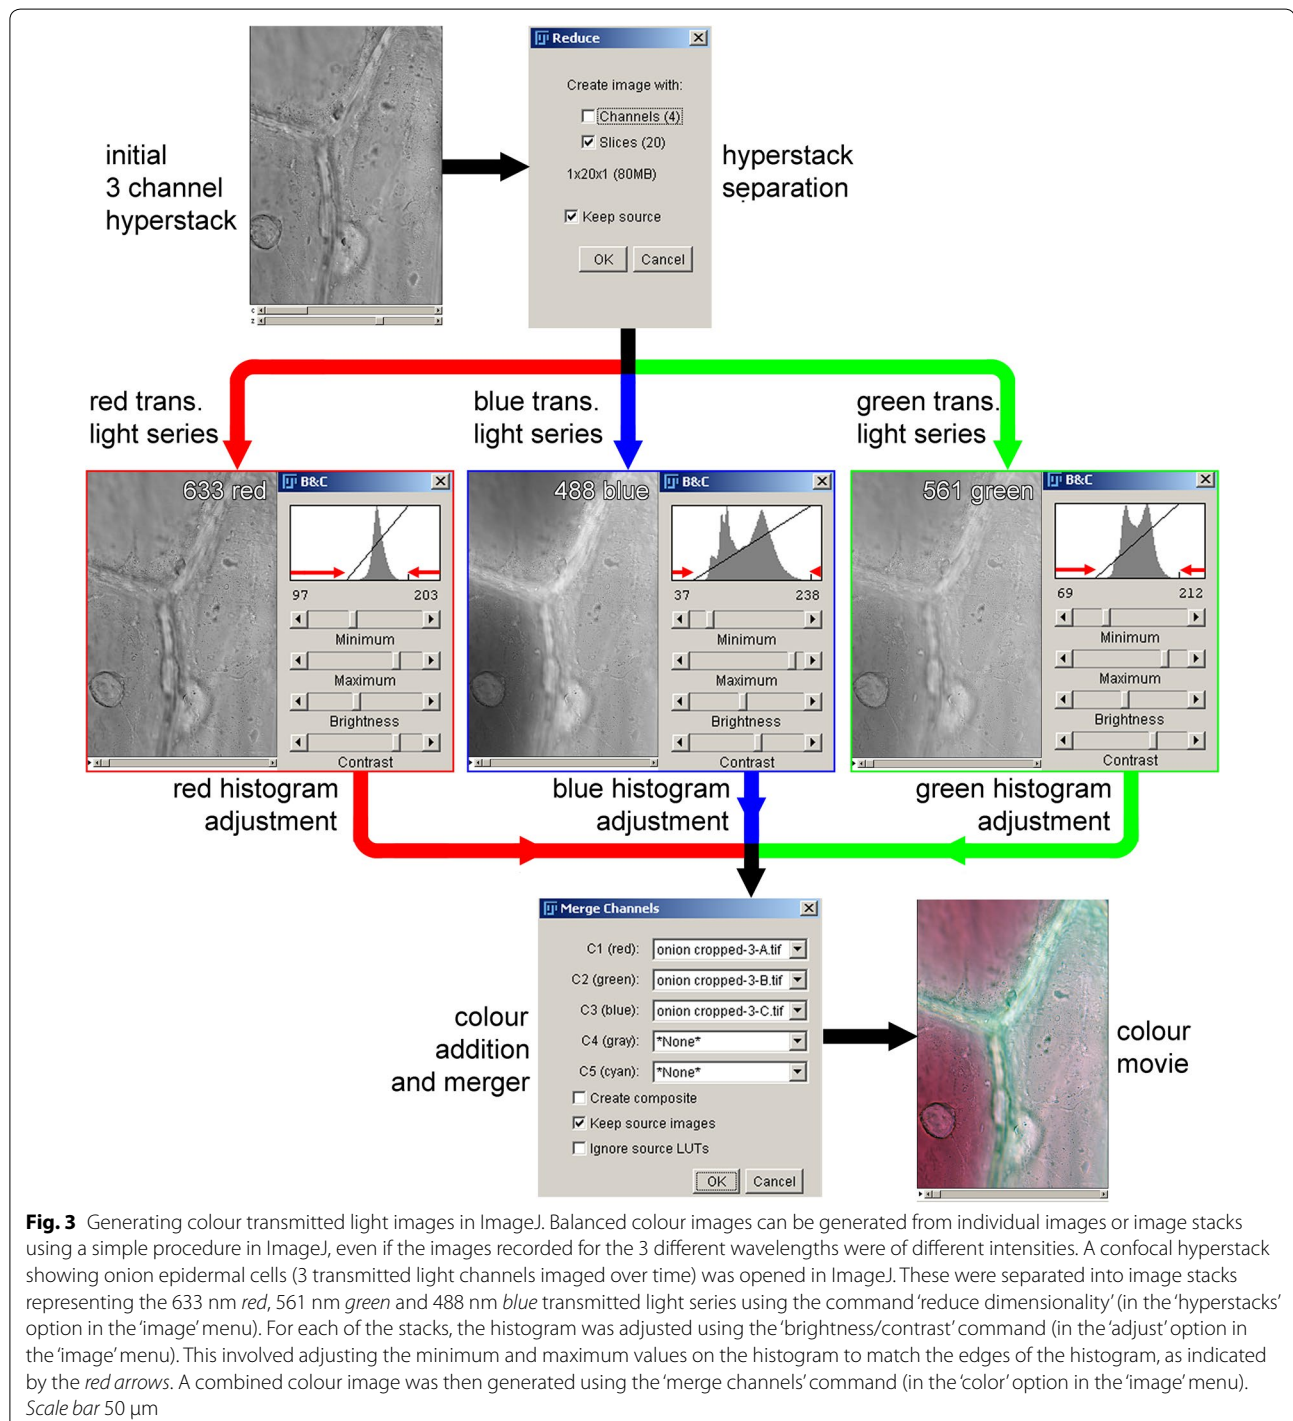 Reduce
Create image with:
Channels (4)
Slices (20)
1x20x1 (80MB)
Keep source
OK Cancel
initial
3 channel
hyperstack
hyperstack
separation
c
z
red trans.
light series
blue trans.
light series
green trans.
light series
633 red
B&C
97 203
Minimum
Maximum
Brightness
Contrast
488 blue
B&C
37 238
Minimum
Maximum
Brightness
Contrast
561 green
B&C
69 212
Minimum
Maximum
Brightness
Contrast
red histogram
adjustment
blue histogram
adjustment
green histogram
adjustment
Merge Channels
C1 (red): onion cropped-3-A.tif
C2 (green): onion cropped-3-B.tif
C3 (blue): onion cropped-3-C.tif
C4 (gray): *None*
C5 (cyan): *None*
Create composite
Keep source images
Ignore source LUTs
OK Cancel
colour
addition
and merger
colour
movie
Fig. 3 Generating colour transmitted light images in ImageJ. Balanced colour images can be generated from individual images or image stacks
using a simple procedure in ImageJ, even if the images recorded for the 3 different wavelengths were of different intensities. A confocal hyperstack
showing onion epidermal cells (3 transmitted light channels imaged over time) was opened in ImageJ. These were separated into image stacks
representing the 633 nm red, 561 nm green and 488 nm blue transmitted light series using the command ‘reduce dimensionality’ (in the ‘hyperstacks’
option in the ‘image’ menu). For each of the stacks, the histogram was adjusted using the ‘brightness/contrast’ command (in the ‘adjust’ option in
the ‘image’ menu). This involved adjusting the minimum and maximum values on the histogram to match the edges of the histogram, as indicated
by the red arrows. A combined colour image was then generated using the ‘merge channels’ command (in the ‘color’ option in the ‘image’ menu).
Scale bar 50 µm